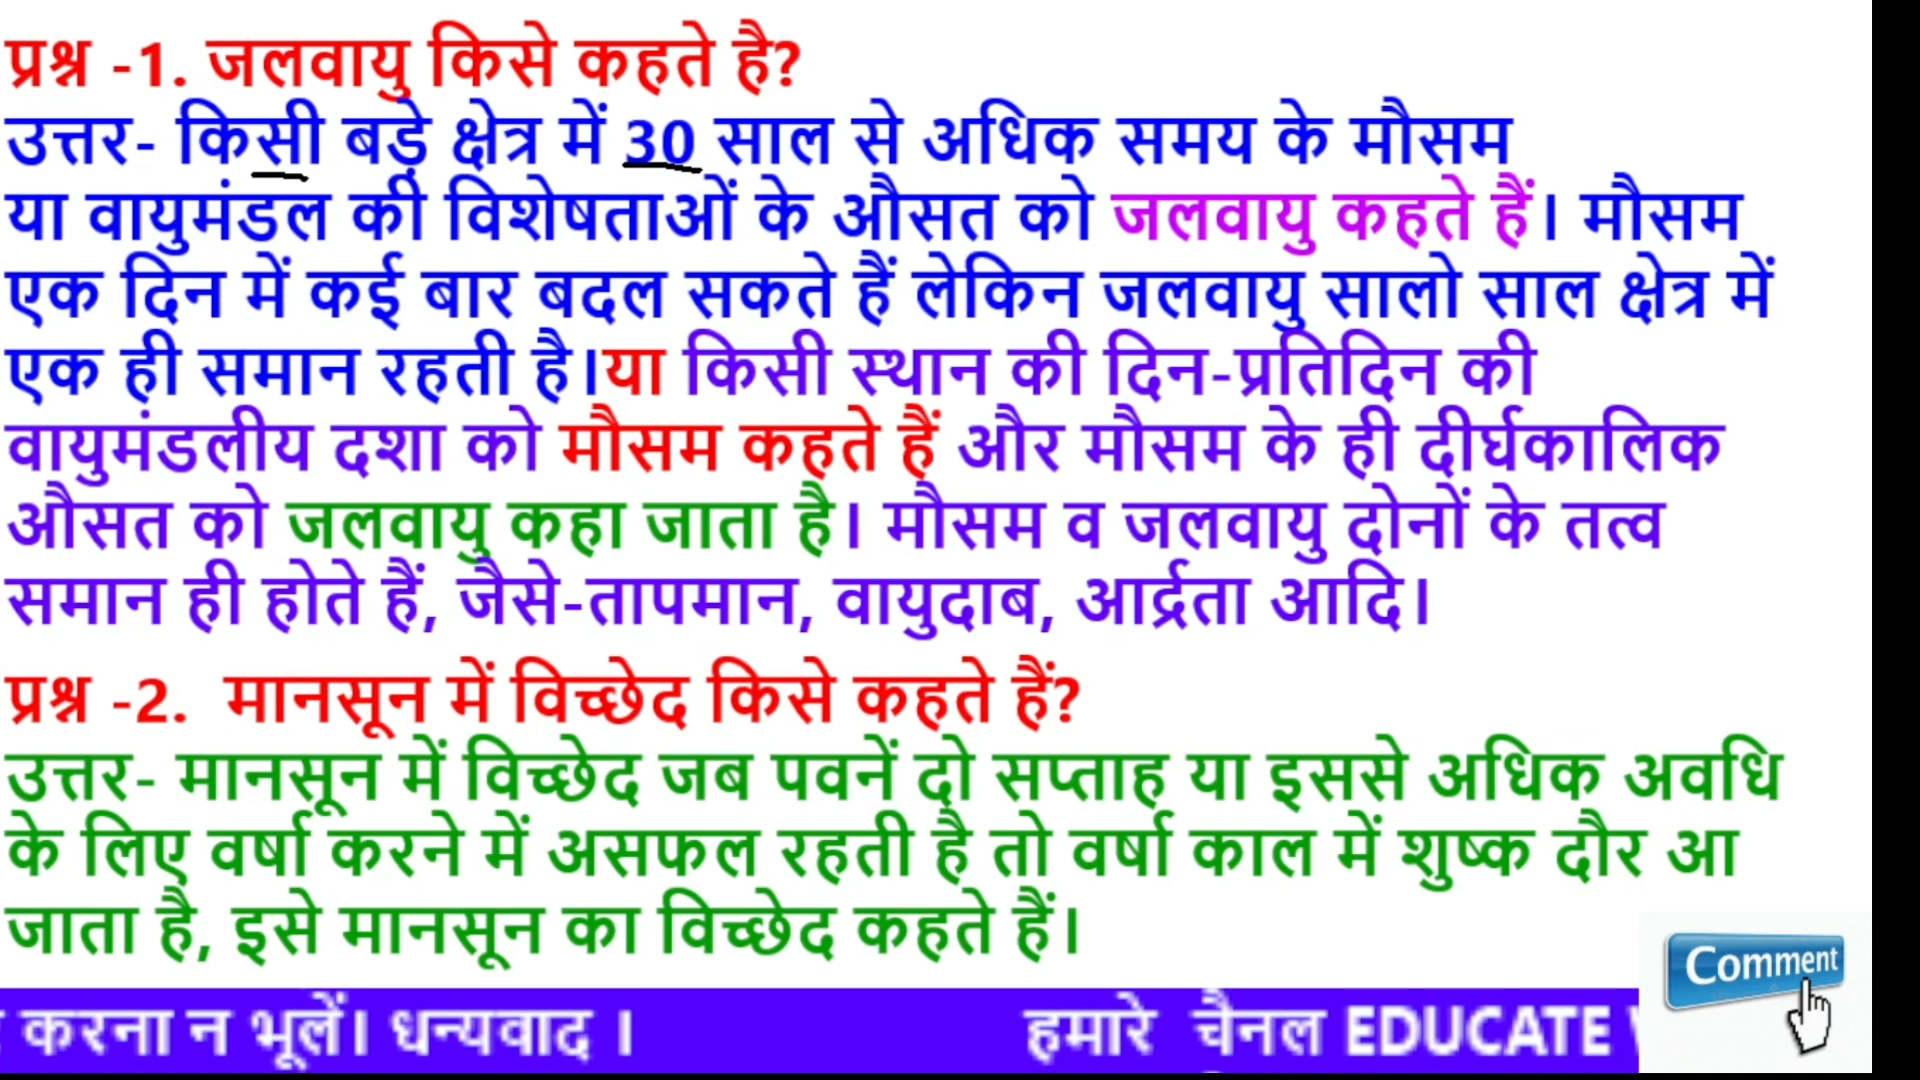 प्रश्न -1. जलवायु किसे कहते है?
उत्तर- किसी बड़े क्षेत्र में 30 साल से अधिक समय के मौसम
या वायुमंडल की विशेषताओं के औसत को जलवायु कहते हैं। मौसम
एक दिन में कई बार बदल सकते हैं लेकिन जलवायु सालो साल क्षेत्र में
एक ही समान रहती है।या किसी स्थान की दिन-प्रतिदिन की
वायुमंडलीय दशा को मौसम कहते हैं और मौसम के ही दीर्घकालिक
औसत को जलवायु कहा जाता है। मौसम व जलवायु दोनों के तत्व
समान ही होते हैं, जैसे-तापमान, वायुदाब, आर्द्रता आदि।
प्रश्न -2. मानसून में विच्छेद किसे कहते हैं?
उत्तर- मानसून में विच्छेद जब पवनें दो सप्ताह या इससे अधिक अवधि
के लिए वर्षा करने में असफल रहती है तो वर्षा काल में शुष्क दौर आ
जाता है, इसे मानसून का विच्छेद कहते हैं।
करना न भूलें। धन्यवाद । हमारे चैनल EDUCATE
Comment